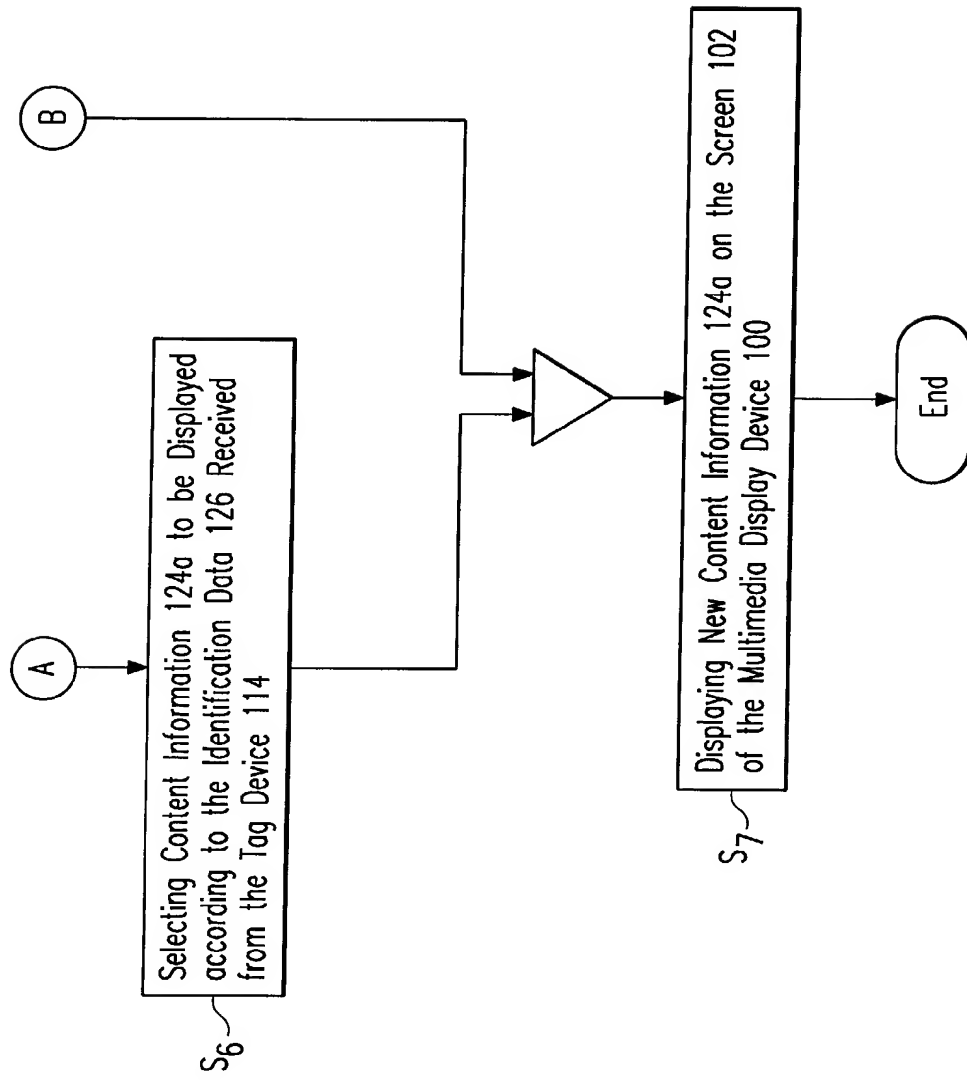 A
B
S6
Selecting Content Information 124a to be Displayed
according to the Identification Data 126 Received
from the Tag Device 114
S7
Displaying New Content Information 124a on the Screen 102
of the Multimedia Display Device 100
End